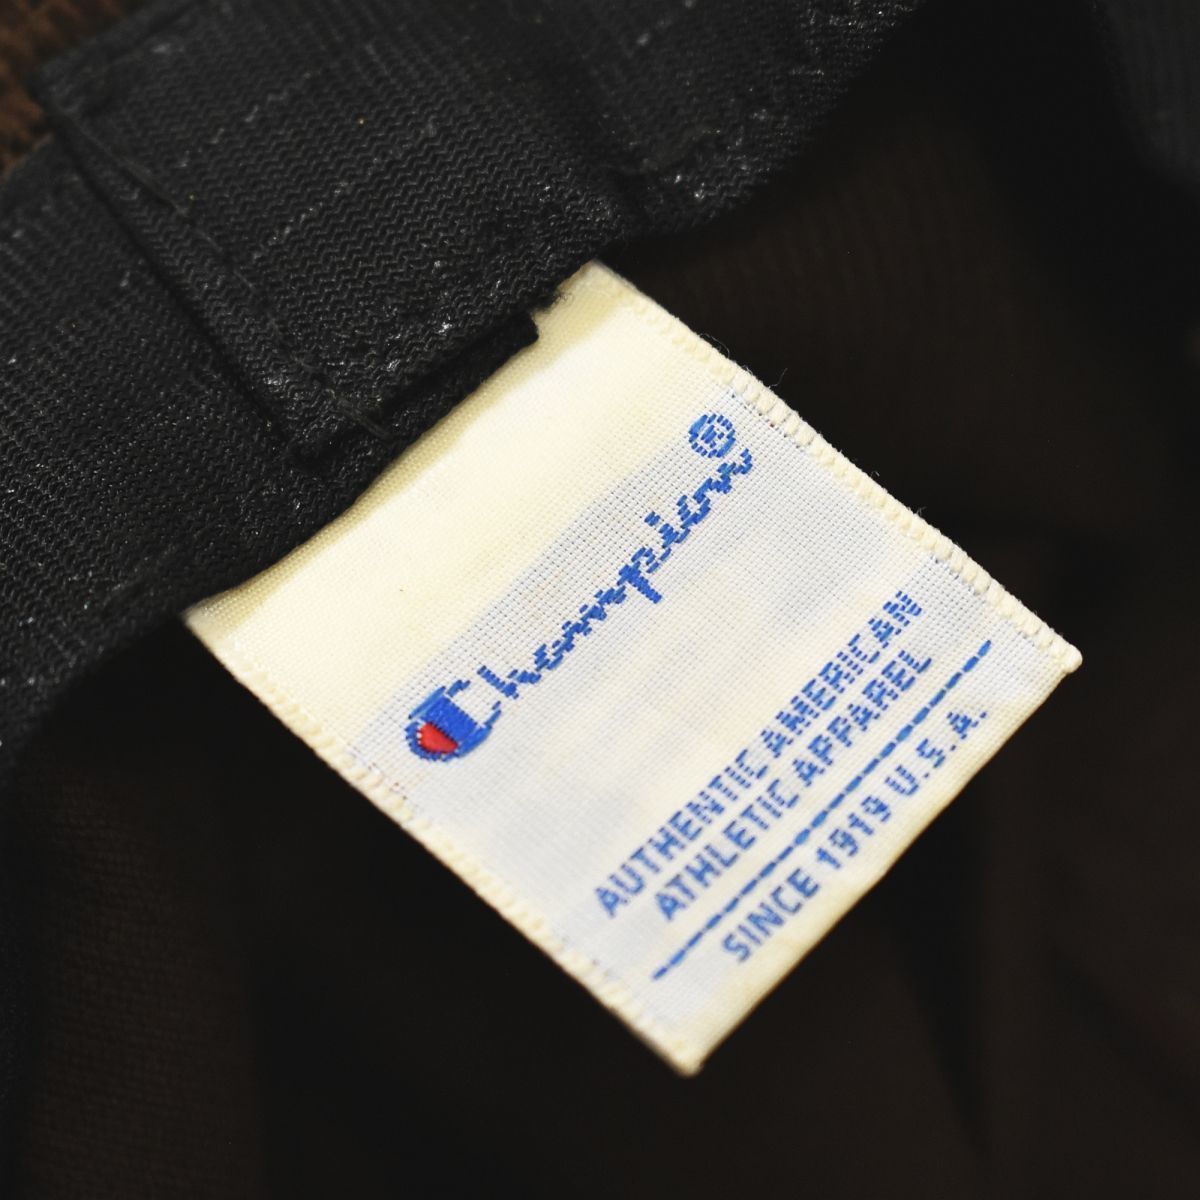 Champion®
AUTHENTIC AMERICAN
ATHLETIC APPAREL
SINCE 1919 U.S.A.